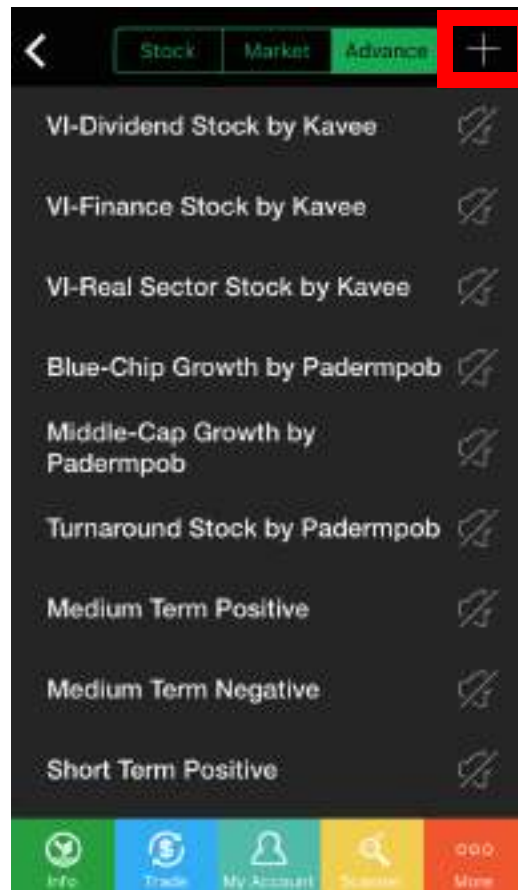 Stock Market Advance
VI-Dividend Stock by Kavee
VI-Finance Stock by Kavee
VI-Real Sector Stock by Kavee
Blue-Chip Growth by Padermpob
Middle-Cap Growth by
Padermpob
Turnaround Stock by Padermpob
Medium Term Positive
Medium Term Negative
Short Term Positive
Info Trade My Account Scanner More